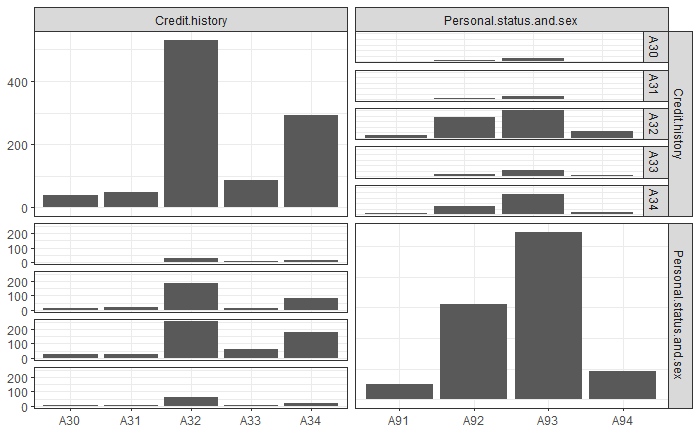 Credit.history
Personal.status.and.sex
400
200
0
A30
A31
A32
A33
A34
Credit.history
200
100
0
200
100
0
200
100
0
200
100
0
Personal.status.and.sex
A30 A31 A32 A33 A34
A91 A92 A93 A94